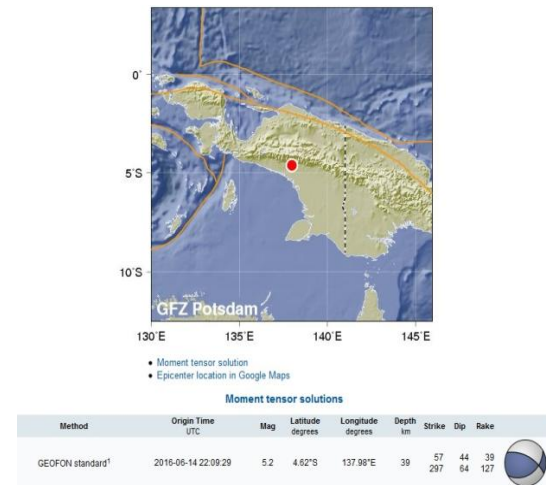 0°
5°S
10°S
GFZ Potsdam
130°E 135°E 140°E 145°E
• Moment tensor solution
• Epicenter location in Google Maps
Moment tensor solutions
Method Origin Time UTC Mag Latitude degrees Longitude degrees Depth km Strike Dip Rake
GEOFON standard¹ 2016-06-14 22:09:29 5.2 4.62°S 137.98°E 39 57 44 39
297 64 127